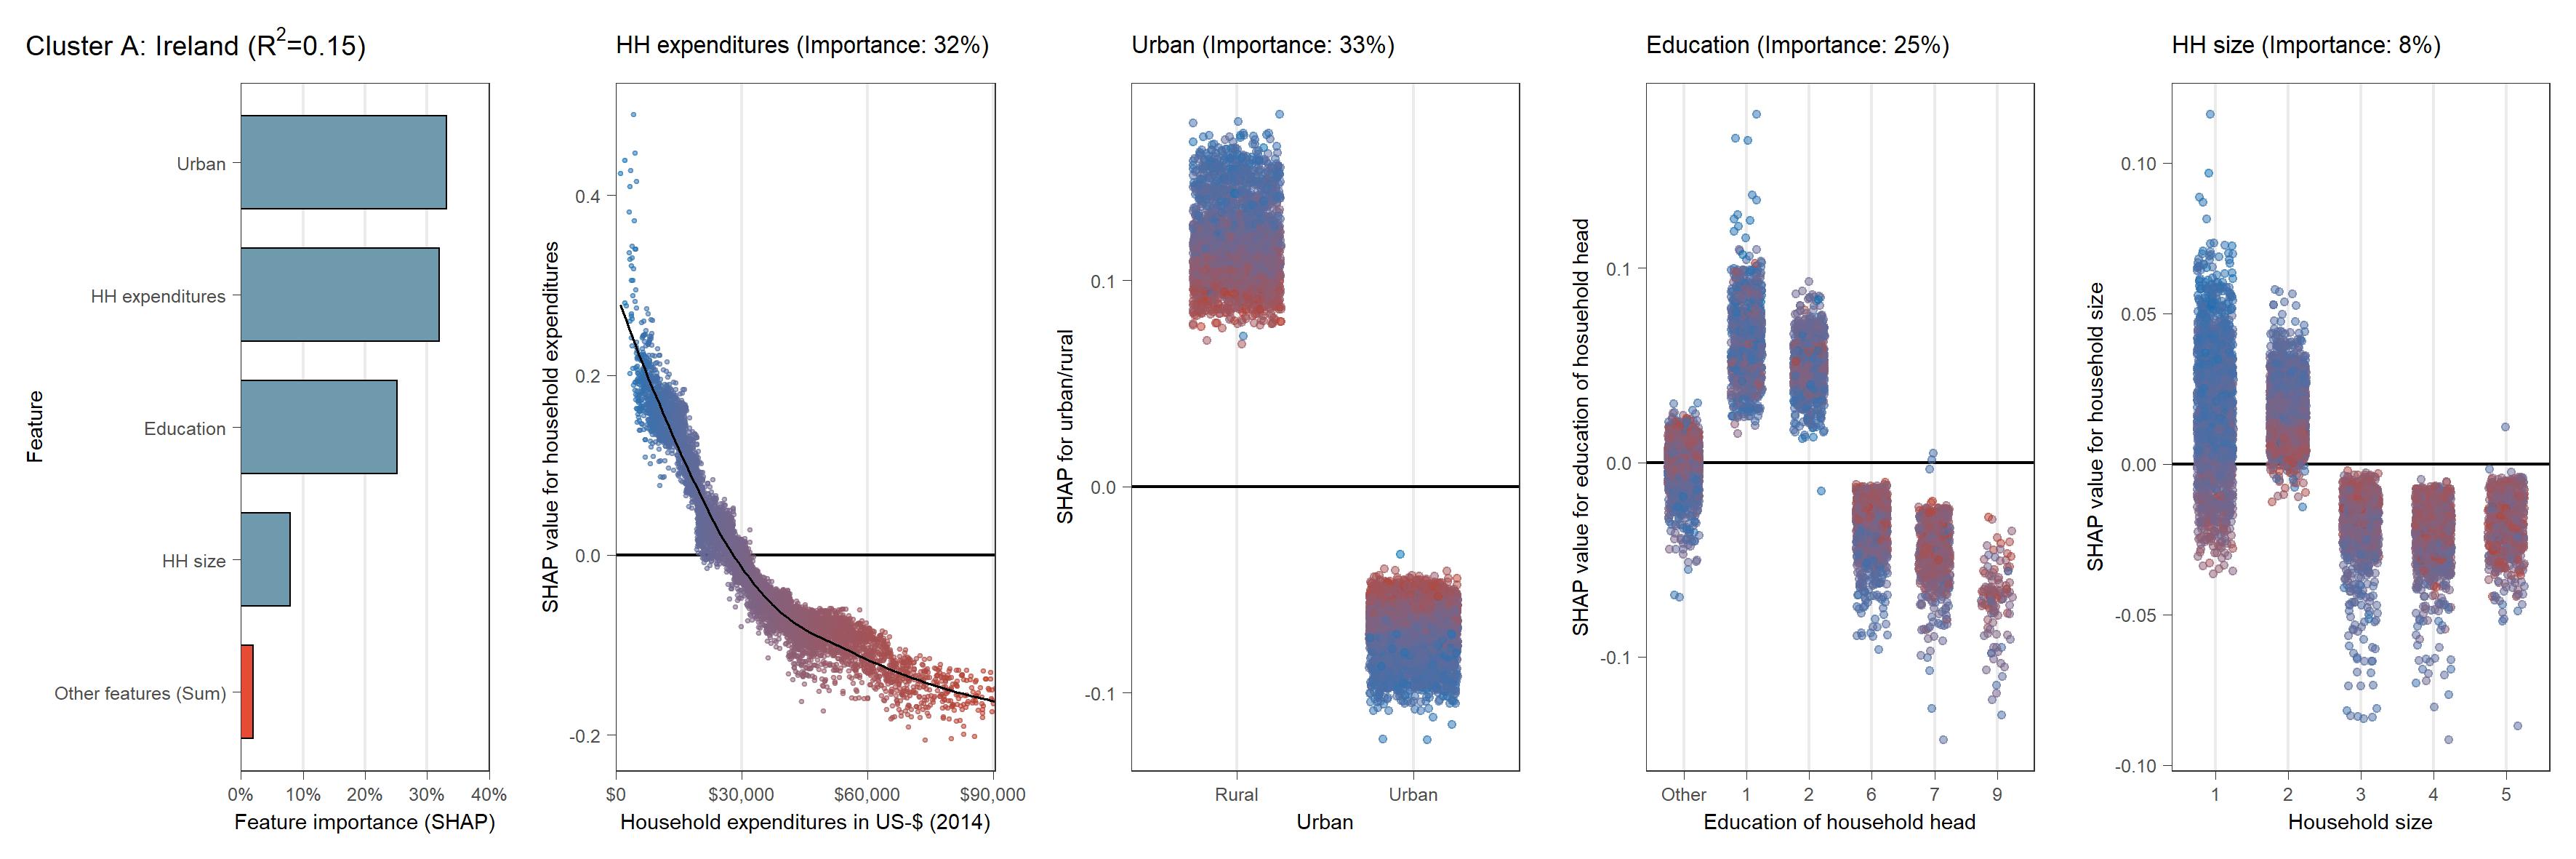 Cluster A: Ireland (R2=0.15)
Feature
Urban
HH expenditures
Education
HH size
Other features (Sum)
0% 10% 20% 30% 40%
Feature importance (SHAP)
HH expenditures (Importance: 32%)
SHAP value for household expenditures
0.4
0.2
0.0
-0.2
$0 $30,000 $60,000 $90,000
Household expenditures in US-$ (2014)
Urban (Importance: 33%)
SHAP for urban/rural
0.1
0.0
-0.1
Rural Urban
Urban
Education (Importance: 25%)
SHAP value for education of household head
0.1
0.0
-0.1
Other 1 2 6 7 9
Education of household head
HH size (Importance: 8%)
SHAP value for household size
0.10
0.05
0.00
-0.05
-0.10
1 2 3 4 5
Household size